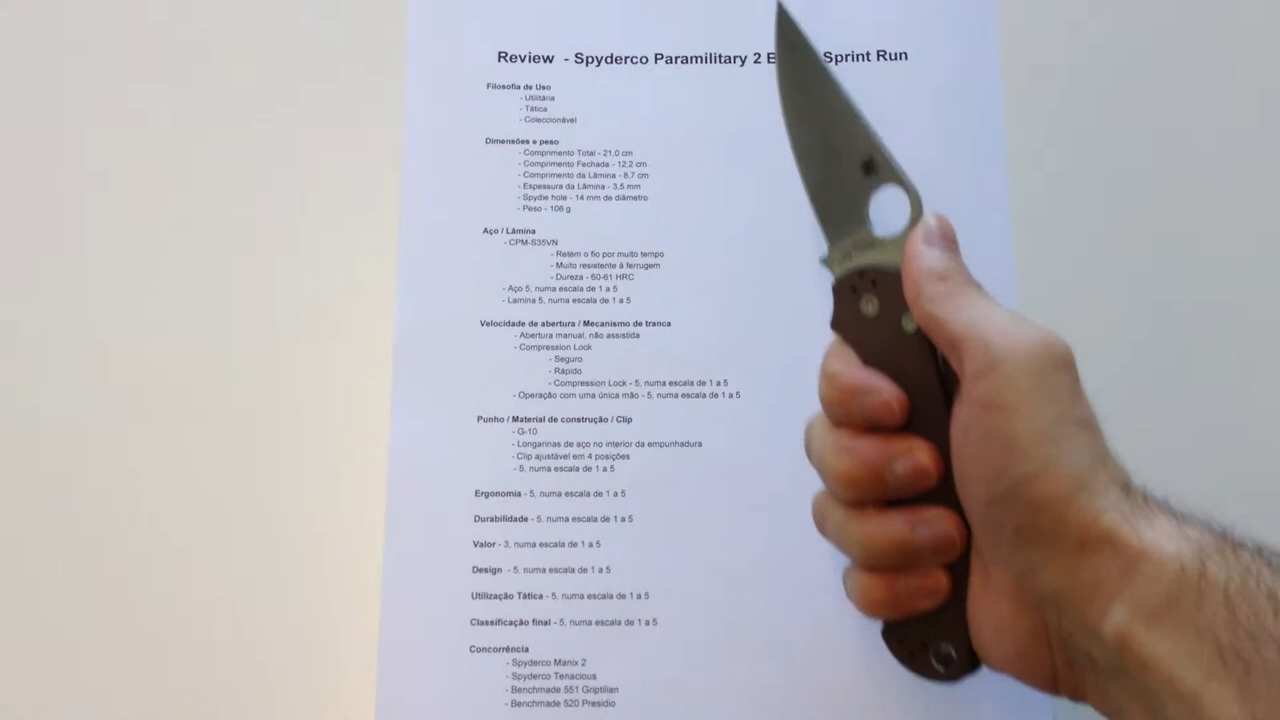 Review - Spyderco Paramilitary 2 Sprint Run
Filosofia de Uso
- Utilitária
- Tática
- Coleccionável
Dimensões e peso
- Comprimento Total - 21,0 cm
- Comprimento Fechada - 12,2 cm
- Comprimento da Lâmina - 8,7 cm
- Espessura da Lâmina - 3,5 mm
- Spydie hole - 14 mm de diâmetro
- Peso - 106 g
Aço / Lâmina
- CPM-S35VN
- Retém o fio por muito tempo
- Muito resistente à ferrugem
- Dureza - 60-61 HRC
- Aço 5, numa escala de 1 a 5
- Lamina 5, numa escala de 1 a 5
Velocidade de abertura / Mecanismo de tranca
- Abertura manual, não assistida
- Compression Lock
- Seguro
- Rápido
- Compression Lock - 5, numa escala de 1 a 5
- Operação com uma única mão - 5, numa escala de 1 a 5
Punho / Material de construção / Clip
- G-10
- Longarinas de aço no interior da empunhadura
- Clip ajustável em 4 posições
- 5, numa escala de 1 a 5
Ergonomia - 5, numa escala de 1 a 5
Durabilidade - 5, numa escala de 1 a 5
Valor - 3, numa escala de 1 a 5
Design - 5, numa escala de 1 a 5
Utilização Tática - 5, numa escala de 1 a 5
Classificação final - 5, numa escala de 1 a 5
Concorrência
- Spyderco Manix 2
- Spyderco Tenacious
- Benchmade 551 Griptilian
- Benchmade 520 Presidio